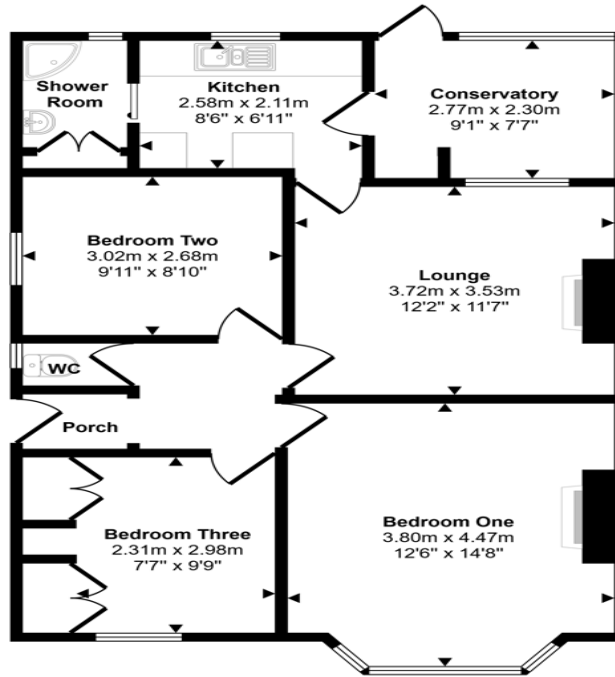 Shower
Room
Kitchen
2.58m x 2.11m
8'6" x 6'11"
Conservatory
2.77m x 2.30m
9'1" x 7'7"
Bedroom Two
3.02m x 2.68m
9'11" x 8'10"
Lounge
3.72m x 3.53m
12'2" x 11'7"
WC
Porch
Bedroom Three
2.31m x 2.98m
7'7" x 9'9"
Bedroom One
3.80m x 4.47m
12'6" x 14'8"